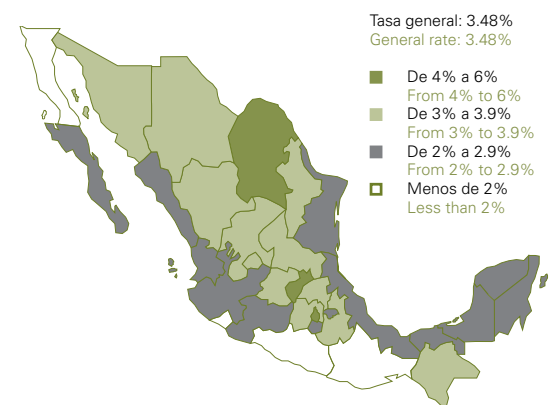 Tasa general: 3.48%
General rate: 3.48%
De 4% a 6%
From 4% to 6%
De 3% a 3.9%
From 3% to 3.9%
De 2% a 2.9%
From 2% to 2.9%
Menos de 2%
Less than 2%